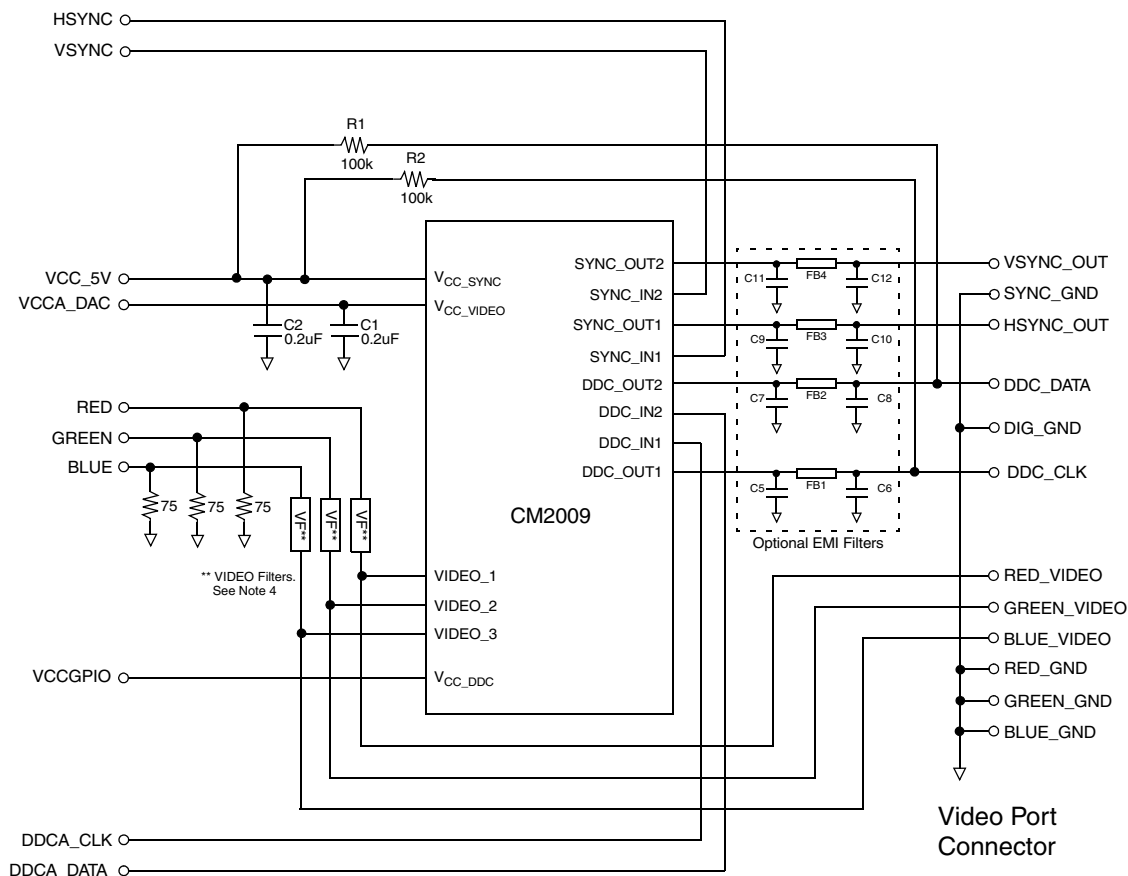 HSYNC
VSYNC
R1
100k
R2
100k
VCC_5V
VCCA_DAC
C2
0.2uF
C1
0.2uF
VCC_SYNC
VCC_VIDEO
SYNC_OUT2
SYNC_IN2
SYNC_OUT1
SYNC_IN1
DDC_OUT2
DDC_IN2
DDC_IN1
DDC_OUT1
C11
FB4
C12
C9
FB3
C10
C7
FB2
C8
C5
FB1
C6
Optional EMI Filters
VSYNC_OUT
SYNC_GND
HSYNC_OUT
DDC_DATA
DIG_GND
DDC_CLK
RED
GREEN
BLUE
75
75
75
VF**
VF**
VF**
** VIDEO Filters.
See Note 4
CM2009
VIDEO_1
VIDEO_2
VIDEO_3
VCC_DDC
VCCGPIO
RED_VIDEO
GREEN_VIDEO
BLUE_VIDEO
RED_GND
GREEN_GND
BLUE_GND
DDCA_CLK
DDCA_DATA
Video Port
Connector